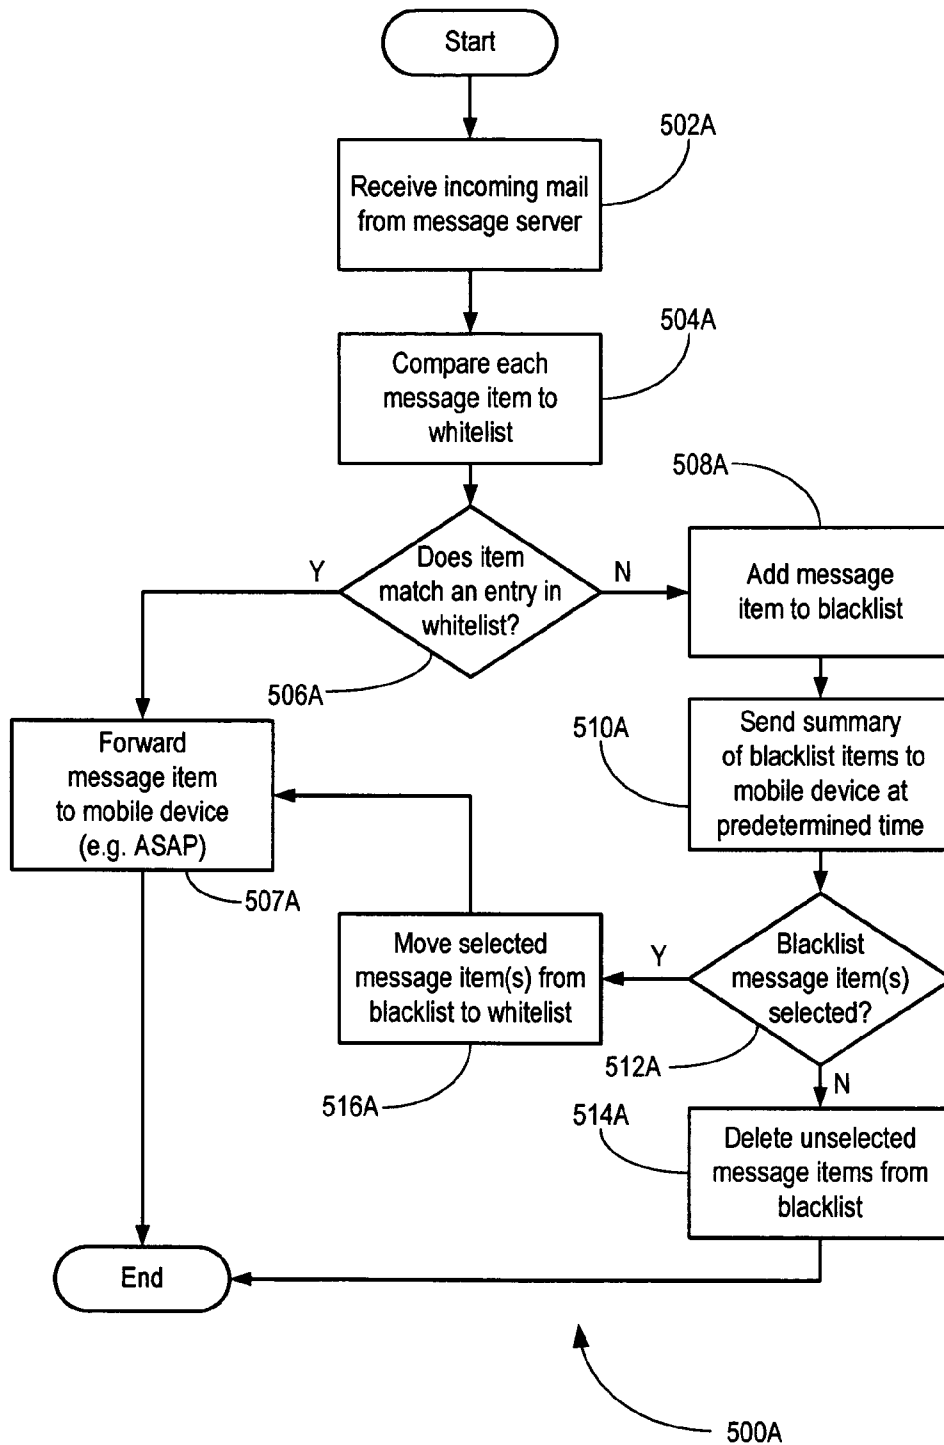 Start
502A
Receive incoming mail
from message server
504A
Compare each
message item to
whitelist
508A
Does item
match an entry in
whitelist?
Y
N
506A
Add message
item to blacklist
510A
Send summary
of blacklist items to
mobile device at
predetermined time
Forward
message item
to mobile device
(e.g. ASAP)
507A
Move selected
message item(s) from
blacklist to whitelist
516A
Y
Blacklist
message item(s)
selected?
512A
N
514A
Delete unselected
message items from
blacklist
End
500A